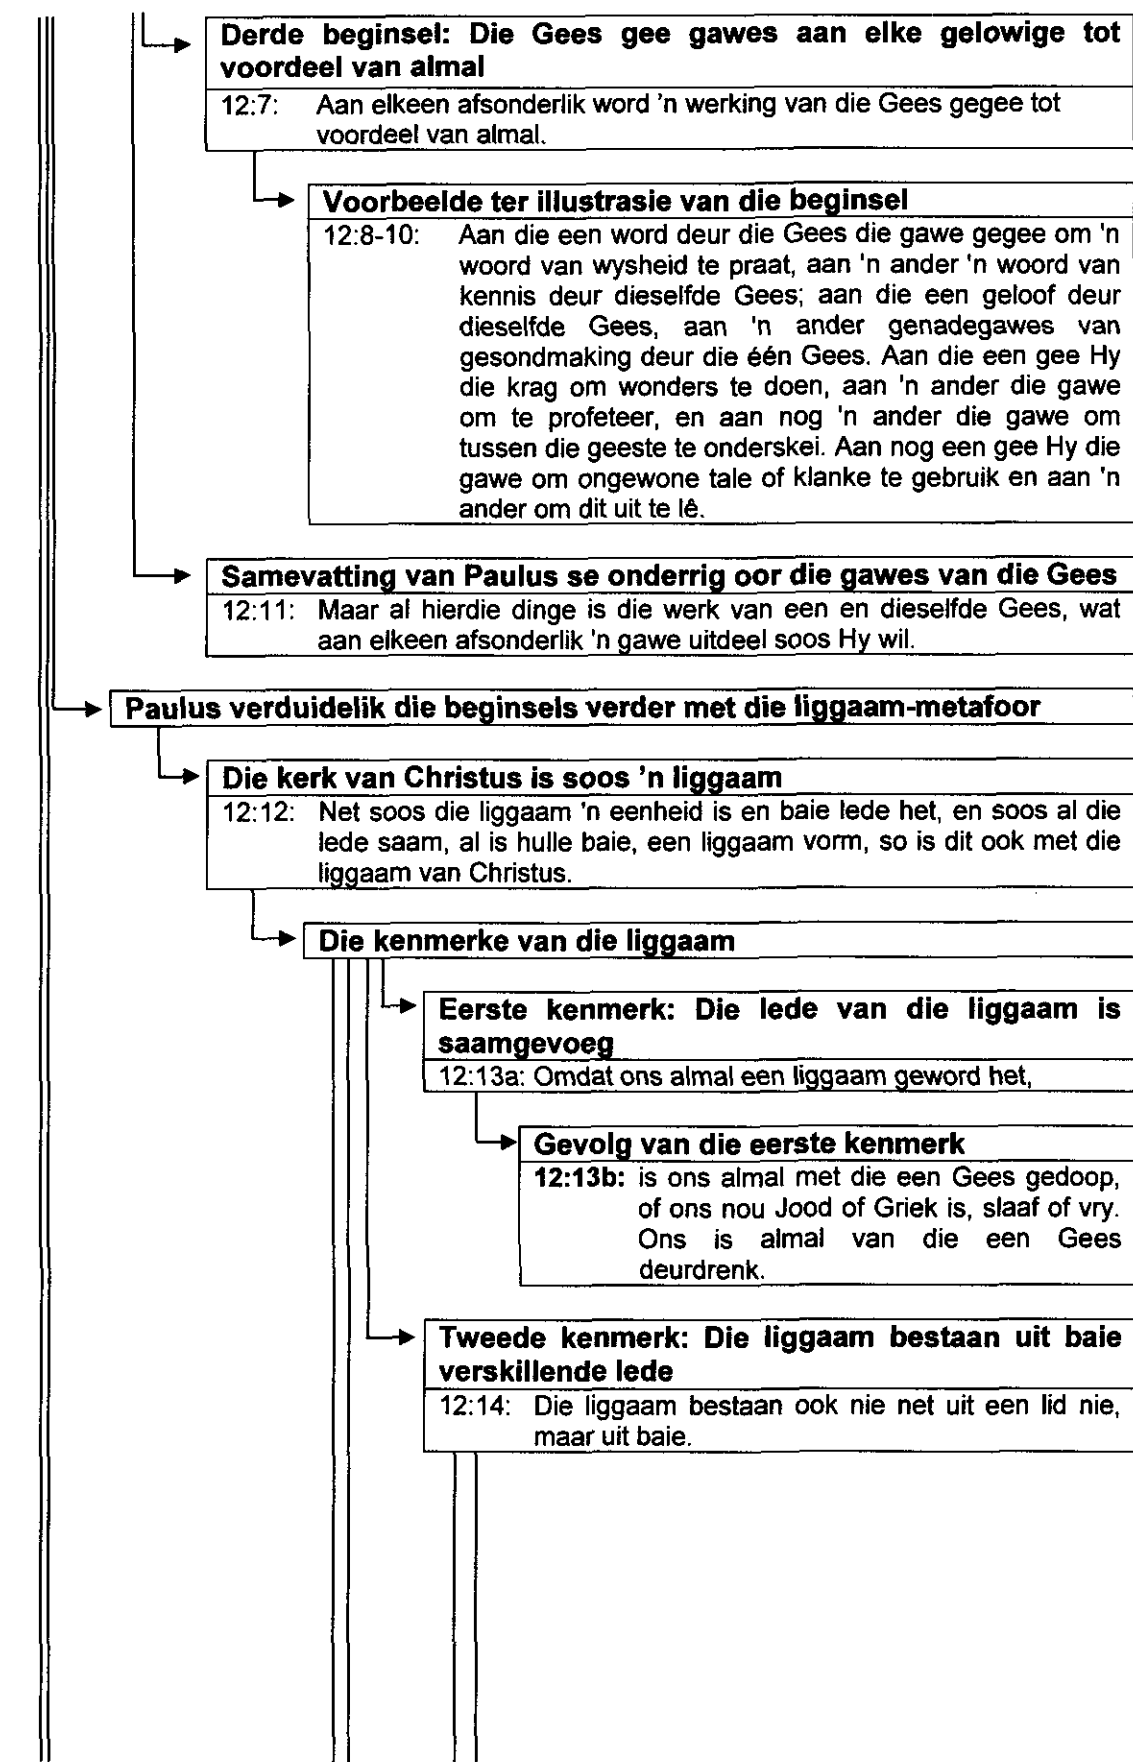 Derde beginsel: Die Gees gee gawes aan elke gelowige tot
voordeel van almal
12:7: Aan elkeen afsonderlik word 'n werking van die Gees gegee tot
voordeel van almal.
Voorbeelde ter illustrasie van die beginsel
12:8-10: Aan die een word deur die Gees die gawe gegee om 'n
woord van wysheid te praat, aan 'n ander 'n woord van
kennis deur dieselfde Gees; aan die een geloof deur
dieselfde Gees, aan 'n ander genadegawes van
gesondmaking deur die één Gees. Aan die een gee Hy
die krag om wonders te doen, aan 'n ander die gawe
om te profeteer, en aan nog 'n ander die gawe om
tussen die geeste te onderskei. Aan nog een gee Hy die
gawe om ongewone tale of klanke te gebruik en aan 'n
ander om dit uit te lê.
Samevatting van Paulus se onderrig oor die gawes van die Gees
12:11: Maar al hierdie dinge is die werk van een en dieselfde Gees, wat
aan elkeen afsonderlik 'n gawe uitdeel soos Hy wil.
Paulus verduidelik die beginsels verder met die liggaam-metafoor
Die kerk van Christus is soos 'n liggaam
12:12: Net soos die liggaam 'n eenheid is en baie lede het, en soos al die
lede saam, al is hulle baie, een liggaam vorm, so is dit ook met die
liggaam van Christus.
Die kenmerke van die liggaam
Eerste kenmerk: Die lede van die liggaam is
saamgevoeg
12:13a: Omdat ons almal een liggaam geword het,
Gevolg van die eerste kenmerk
12:13b: is ons almal met die een Gees gedoop,
of ons nou Jood of Griek is, slaaf of vry.
Ons is almal van die een Gees
deurdrenk.
Tweede kenmerk: Die liggaam bestaan uit baie
verskillende lede
12:14: Die liggaam bestaan ook nie net uit een lid nie,
maar uit baie.